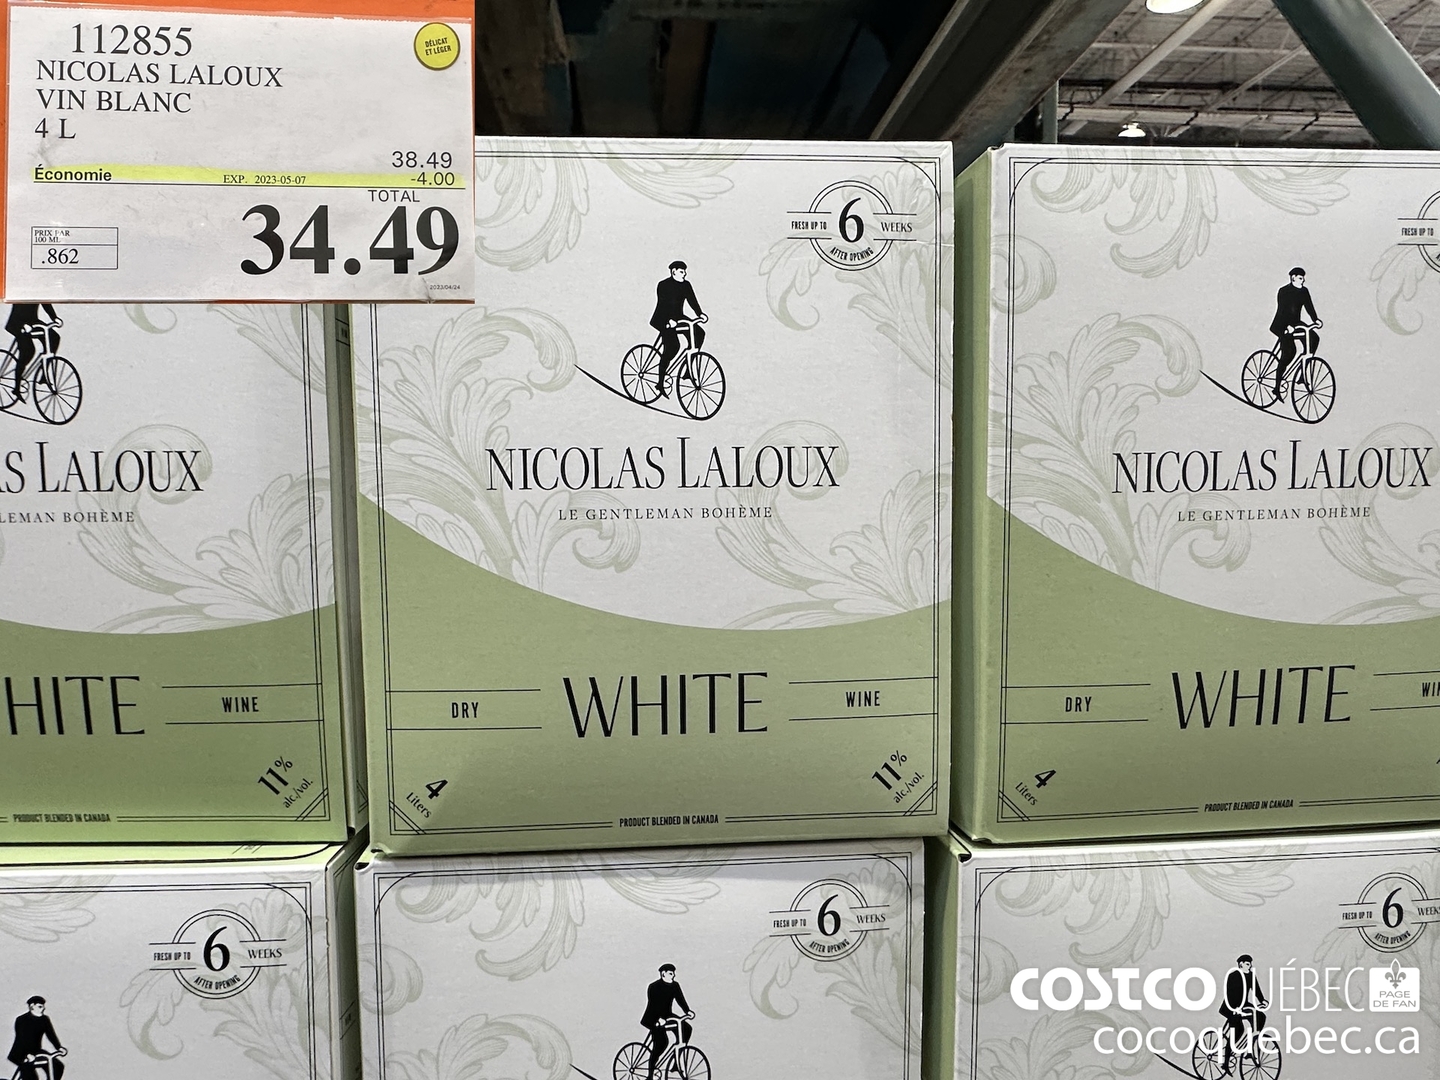 112855
NICOLAS LALOUX
VIN BLANC
4 L
DÉLICAT
ET LÉGER
38.49
Économie EXP. 2023-05-07 -4.00
TOTAL
34.49
PRIX PAR
100 ML
.862
2023/04/24
AS LALOUX
LEMAN BOHÈME
HITE WINE
11%
alc./vol.
PRODUCT BLENDED IN CANADA
FRESH UP TO 6 WEEKS
AFTER OPENING
NICOLAS LALOUX
LE GENTLEMAN BOHÈME
DRY WHITE WINE
4
Liters
11%
alc./vol.
PRODUCT BLENDED IN CANADA
FRESH UP TO
NICOLAS LALOUX
LE GENTLEMAN BOHÈME
DRY WHITE WIN
4
Liters
PRODUCT BLENDED IN CANADA
FRESH UP TO 6 WEEKS
AFTER OPENING
FRESH UP TO 6 WEEKS
AFTER OPENING
FRESH UP TO 6 WEEKS
AFTER OPENING
COSTCO QUÉBEC PAGE
DE FAN
cocoquebec.ca